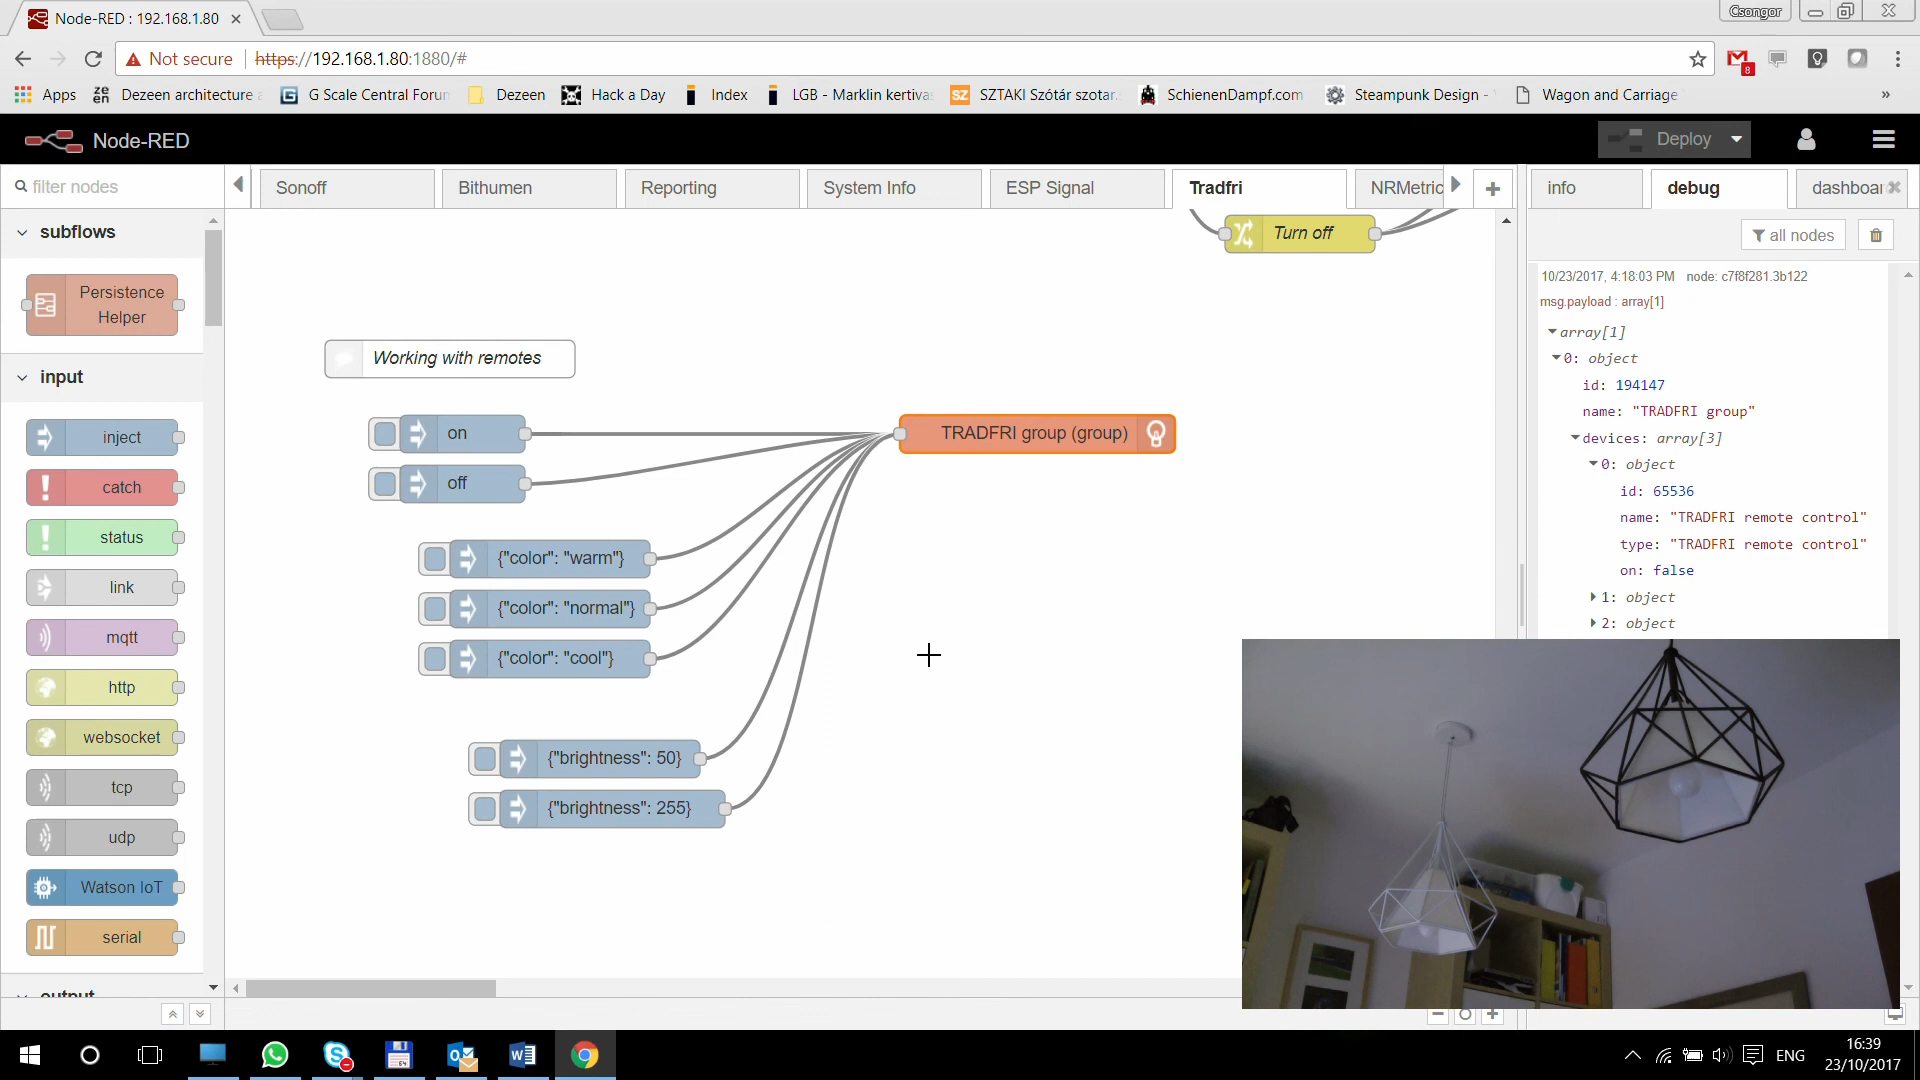 Node-RED : 192.168.1.80
Csongor
Not secure
https://192.168.1.80:1880/#
8
Apps
Dezeen architecture
G Scale Central Forun
Dezeen
Hack a Day
Index
LGB - Marklin kertiva
SZTAKI Szótár szotar.
SchienenDampf.com
Steampunk Design -
Wagon and Carriage
»
Node-RED
Deploy
filter nodes
Sonoff
Bithumen
Reporting
System Info
ESP Signal
Tradfri
NRMetric
info
debug
dashboar
subflows
Persistence
Helper
input
inject
catch
status
link
mqtt
http
websocket
tcp
udp
Watson IoT
serial
output
Turn off
Working with remotes
on
off
{"color": "warm"}
{"color": "normal"}
{"color": "cool"}
{"brightness": 50}
{"brightness": 255}
TRADFRI group (group)
all nodes
10/23/2017, 4:18:03 PM node: c7f8f281.3b122
msg.payload : array[1]
array[1]
0: object
id: 194147
name: "TRADFRI group"
devices: array[3]
0: object
id: 65536
name: "TRADFRI remote control"
type: "TRADFRI remote control"
on: false
1: object
2: object
ENG
16:39
23/10/2017